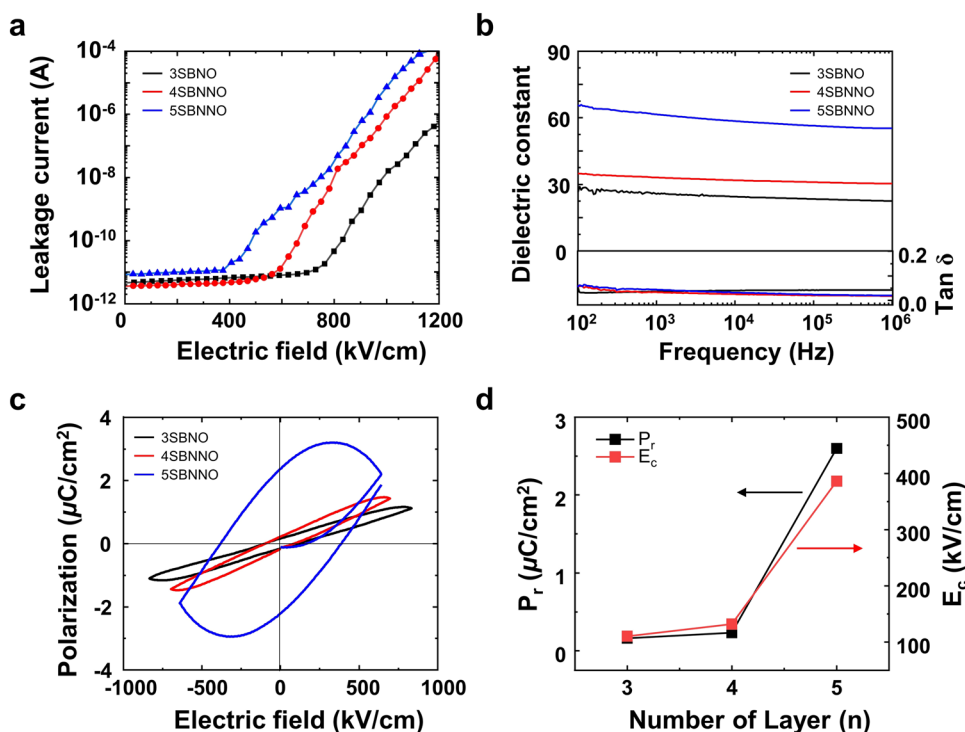 a
Leakage current (A)
10⁻⁴
10⁻⁶
10⁻⁸
10⁻¹⁰
10⁻¹²
3SBNO
4SBNNO
5SBNNO
0 400 800 1200
Electric field (kV/cm)
b
Dielectric constant
90
60
30
0
3SBNO
4SBNNO
5SBNNO
0.2
0.0
Tan δ
10² 10³ 10⁴ 10⁵ 10⁶
Frequency (Hz)
c
Polarization (µC/cm²)
4
2
0
-2
-4
3SBNO
4SBNNO
5SBNNO
-1000 -500 0 500 1000
Electric field (kV/cm)
d
Pᵣ (µC/cm²)
3
2
1
0
Pᵣ
E꜀
500
400
300
200
100
E꜀ (kV/cm)
3 4 5
Number of Layer (n)